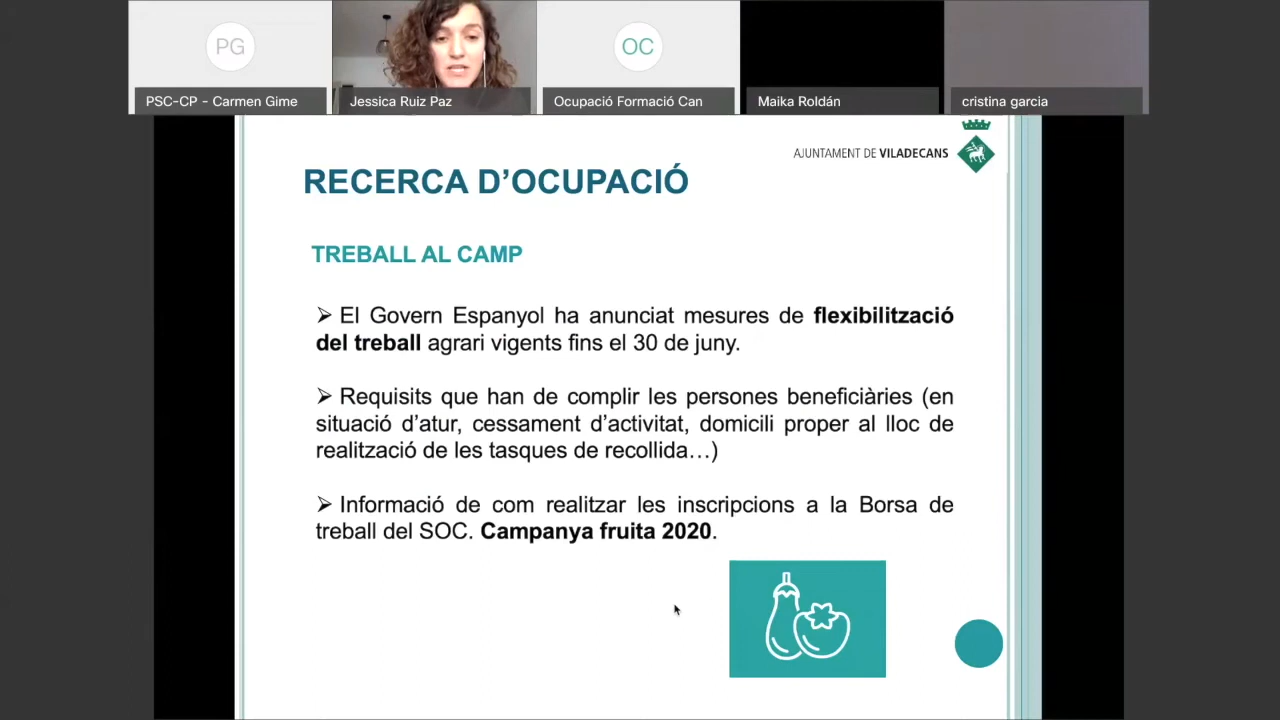 PG
OC
PSC-CP - Carmen Gime
Jessica Ruiz Paz
Ocupació Formació Can
Maika Roldán
cristina garcia
AJUNTAMENT DE VILADECANS
RECERCA D’OCUPACIÓ
TREBALL AL CAMP
➢ El Govern Espanyol ha anunciat mesures de flexibilització
del treball agrari vigents fins el 30 de juny.
➢ Requisits que han de complir les persones beneficiàries (en
situació d’atur, cessament d’activitat, domicili proper al lloc de
realització de les tasques de recollida…)
➢ Informació de com realitzar les inscripcions a la Borsa de
treball del SOC. Campanya fruita 2020.